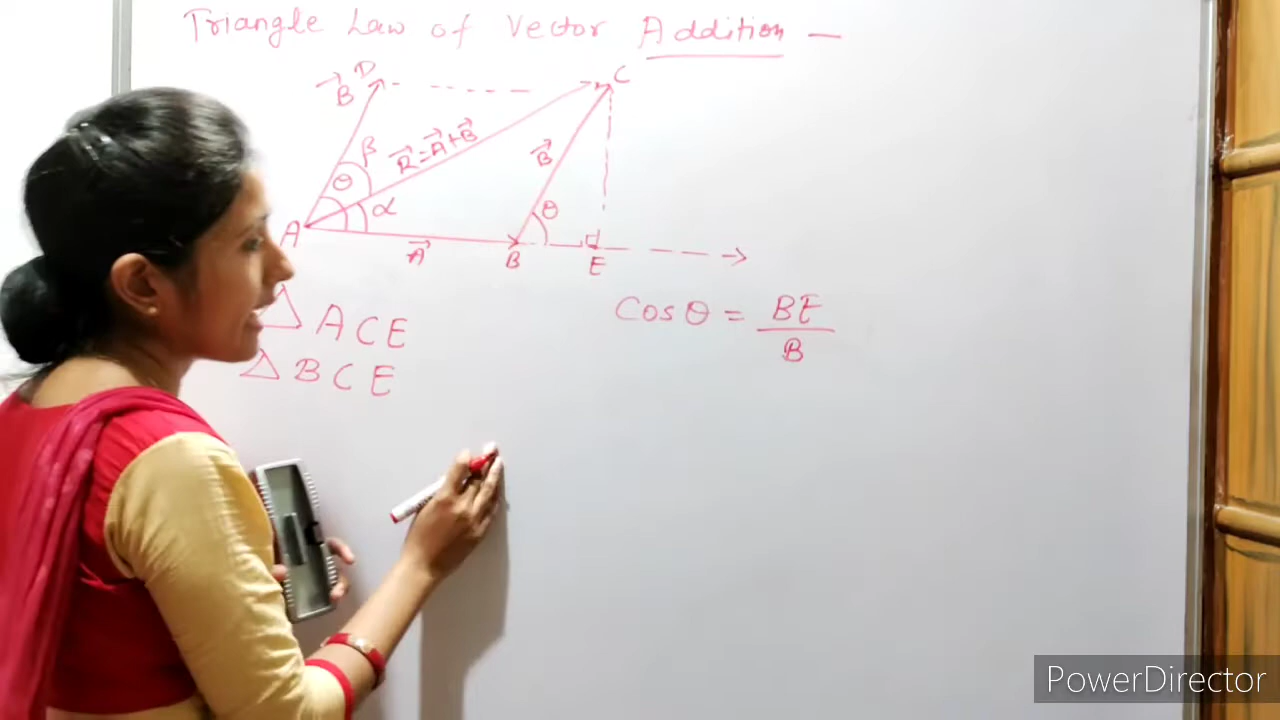 Triangle Law of Vector Addition —
D
→B
C
β
→R = →A + →B
→B
θ
α
θ
A
→A
B
E
△ ACE
Cos θ = BE / B
△ BCE
PowerDirector